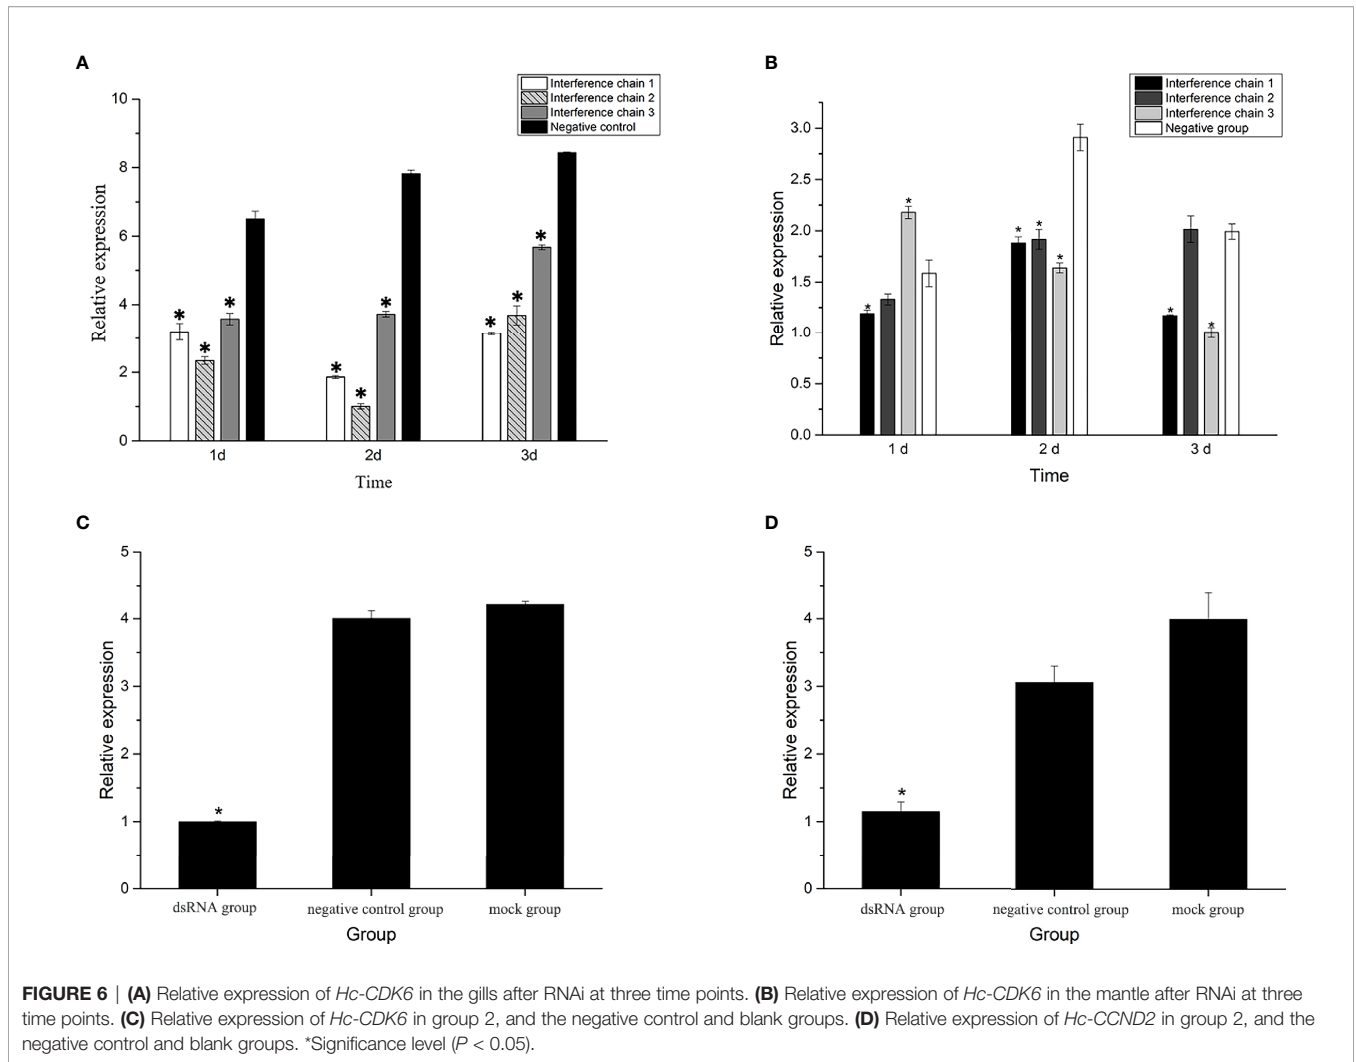 A
Interference chain 1
Interference chain 2
Interference chain 3
Negative control
10
8
6
4
2
0
Relative expression
*
*
*
*
*
*
*
*
*
1d
2d
3d
Time
B
Interference chain 1
Interference chain 2
Interference chain 3
Negative group
3.0
2.5
2.0
1.5
1.0
0.5
0.0
Relative expression
*
*
*
*
*
*
*
1 d
2 d
3 d
Time
C
5
4
3
2
1
0
Relative expression
*
dsRNA group
negative control group
mock group
Group
D
5
4
3
2
1
0
Relative expression
*
dsRNA group
negative control group
mock group
Group
FIGURE 6 | (A) Relative expression of Hc-CDK6 in the gills after RNAi at three time points. (B) Relative expression of Hc-CDK6 in the mantle after RNAi at three
time points. (C) Relative expression of Hc-CDK6 in group 2, and the negative control and blank groups. (D) Relative expression of Hc-CCND2 in group 2, and the
negative control and blank groups. *Significance level (P < 0.05).